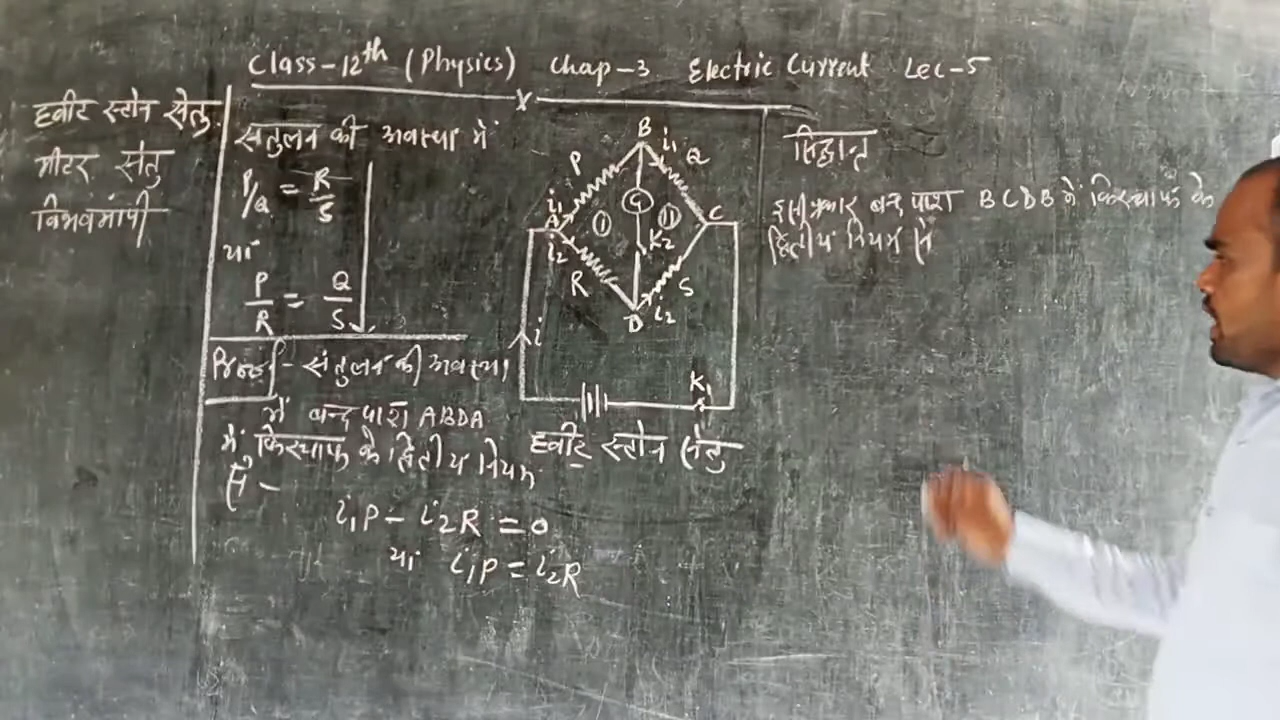 Class-12th (Physics) Chap-3 Electric Current Lec-5
ह्वीट स्टोन सेतु.
मीटर सेतु
विभवमापी
संतुलन की अवस्था में
P/Q = R/S
या
P/R = Q/S
Proof - संतुलन की अवस्था
में बन्द पाश ABDA
में, किरचाफ के द्वितीय नियम
से -
i₁P - i₂R = 0
या i₁P = i₂R
B
P i₁ Q
i₁ G
A I II C
i₂ K₂
R S
D i₂
i
K₁
ह्वीट स्टोन सेतु
सिद्धान्त
इसी प्रकार बन्द पाश BCDB में किरचाफ के
द्वितीय नियम से